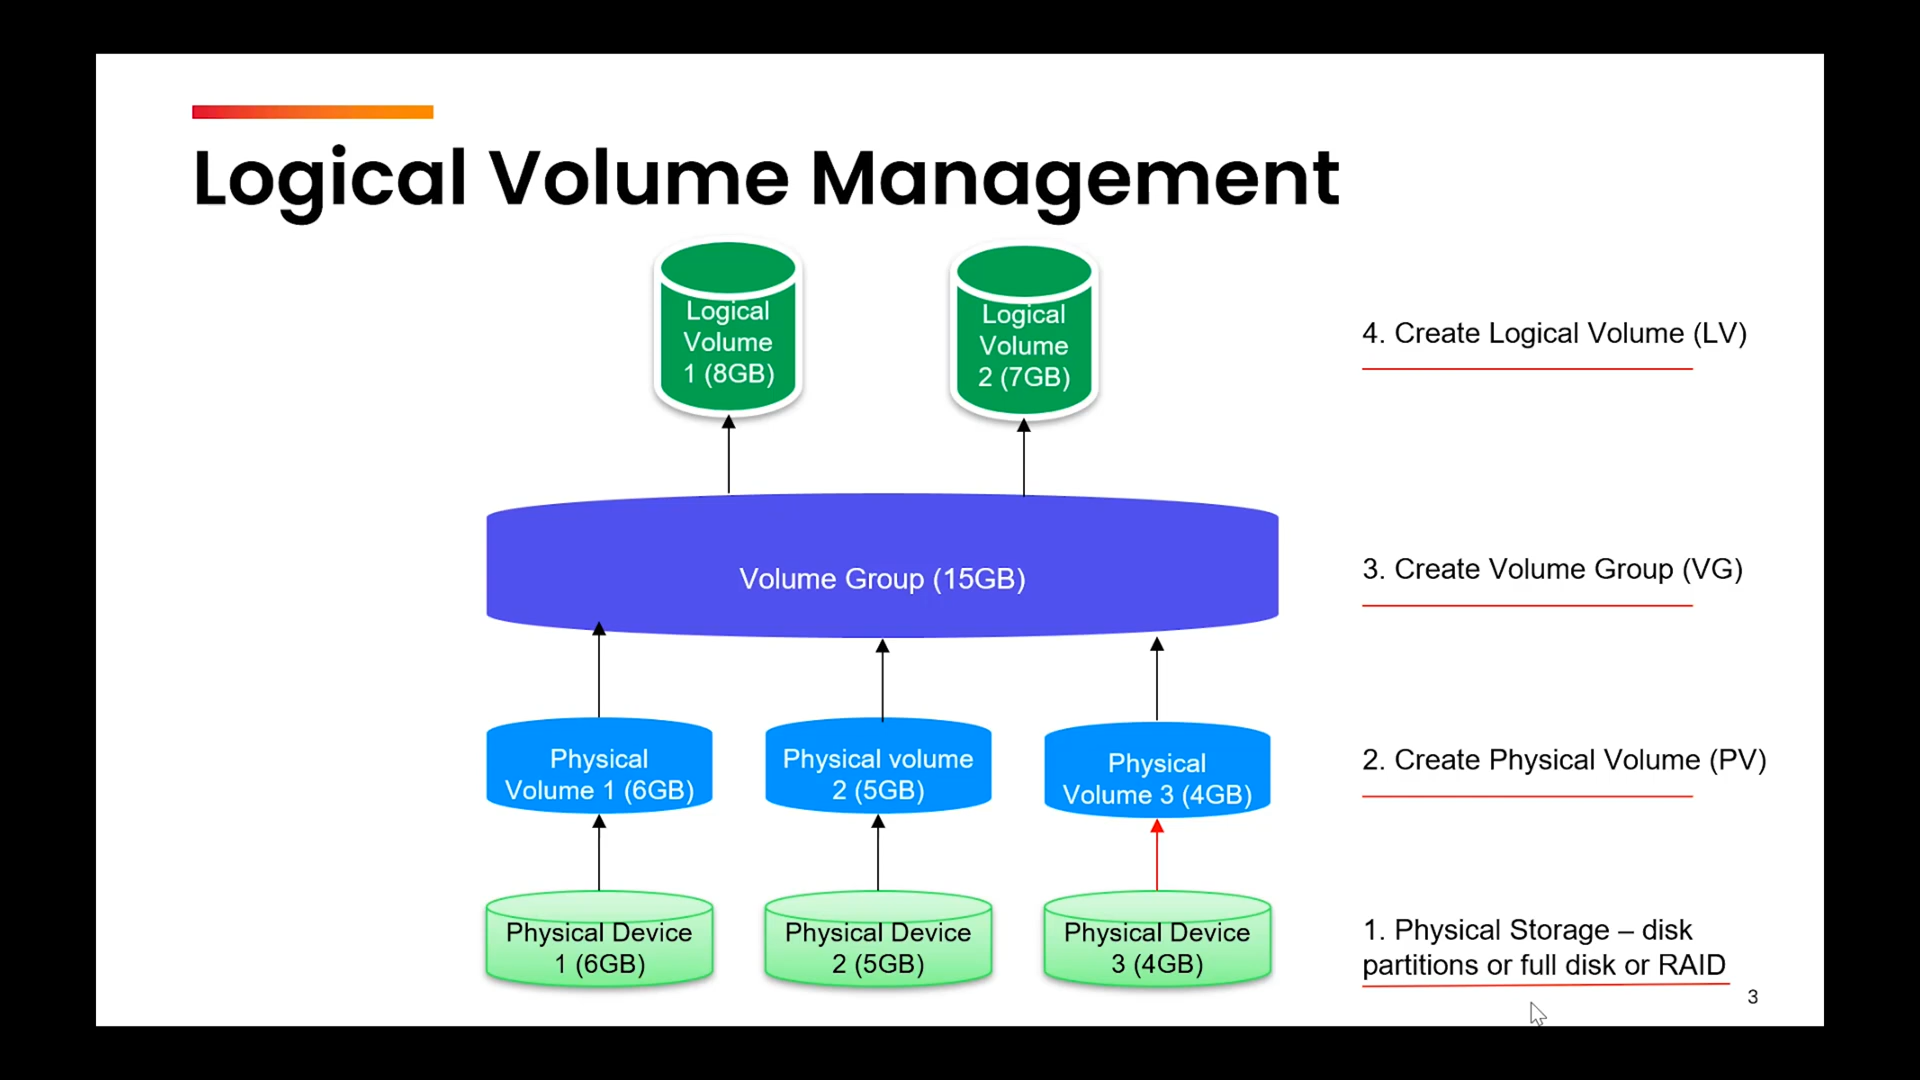 Logical Volume Management
Logical
Volume
1 (8GB)
Logical
Volume
2 (7GB)
4. Create Logical Volume (LV)
Volume Group (15GB)
3. Create Volume Group (VG)
Physical
Volume 1 (6GB)
Physical volume
2 (5GB)
Physical
Volume 3 (4GB)
2. Create Physical Volume (PV)
Physical Device
1 (6GB)
Physical Device
2 (5GB)
Physical Device
3 (4GB)
1. Physical Storage – disk
partitions or full disk or RAID
3